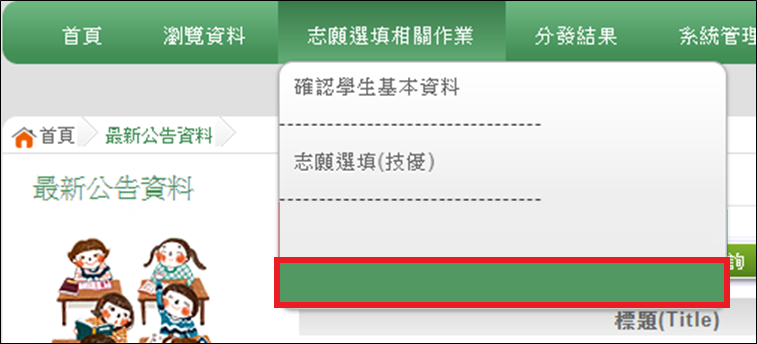 首頁 瀏覽資料 志願選填相關作業 分發結果 系統管理
確認學生基本資料
------------------------------------
首頁 最新公告資料
志願選填(技優)
最新公告資料
------------------------------------
詢
標題(Title)